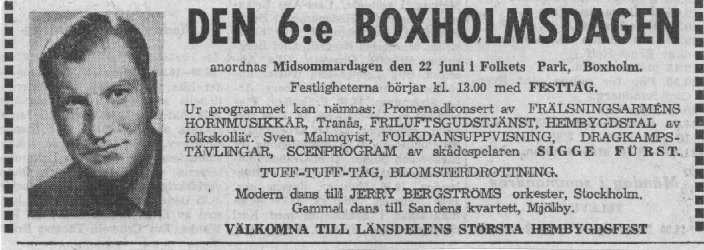 DEN 6:e BOXHOLMSDAGEN
anordnas Midsommardagen den 22 juni i Folkets Park, Boxholm.
Festligheterna börjar kl. 13.00 med FESTTÅG.
Ur programmet kan nämnas: Promenadkonsert av FRÄLSNINGSARMÉNS
HORNMUSIKKÅR, Tranås, FRILUFTSGUDSTJÄNST, HEMBYGDSTAL av
folkskollär. Sven Malmqvist, FOLKDANSUPPVISNING, DRAGKAMPS-
TÄVLINGAR, SCENPROGRAM av skådespelaren SIGGE FÜRST.
TUFF-TUFF-TÅG, BLOMSTERDROTTNING.
Modern dans till JERRY BERGSTRÖMS orkester, Stockholm.
Gammal dans till Sandens kvartett, Mjölby.
VÄLKOMNA TILL LÄNSDELENS STÖRSTA HEMBYGDSFEST